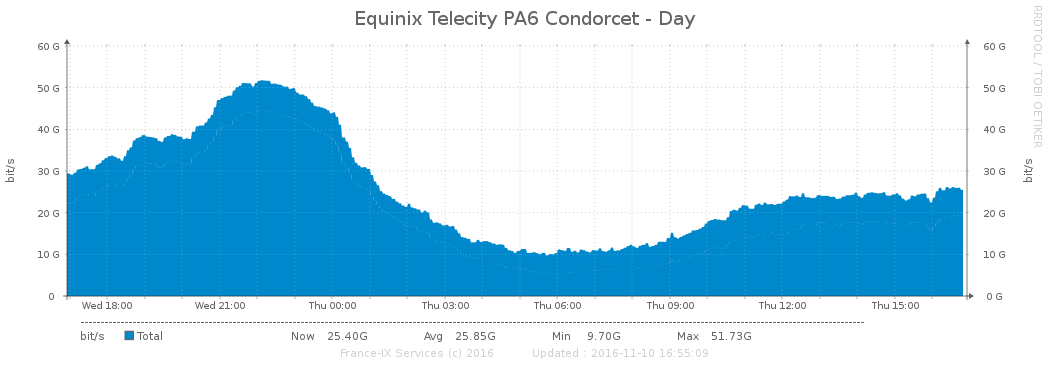 Equinix Telecity PA6 Condorcet - Day
RRDTOOL / TOBI OETIKER
60 G 60 G
50 G 50 G
40 G 40 G
30 G 30 G
20 G 20 G
10 G 10 G
0 0 G
bit/s
bit/s
Wed 18:00 Wed 21:00 Thu 00:00 Thu 03:00 Thu 06:00 Thu 09:00 Thu 12:00 Thu 15:00
bit/s Total Now 25.40G Avg 25.85G Min 9.70G Max 51.73G
France-IX Services (c) 2016 Updated : 2016-11-10 16:55:09